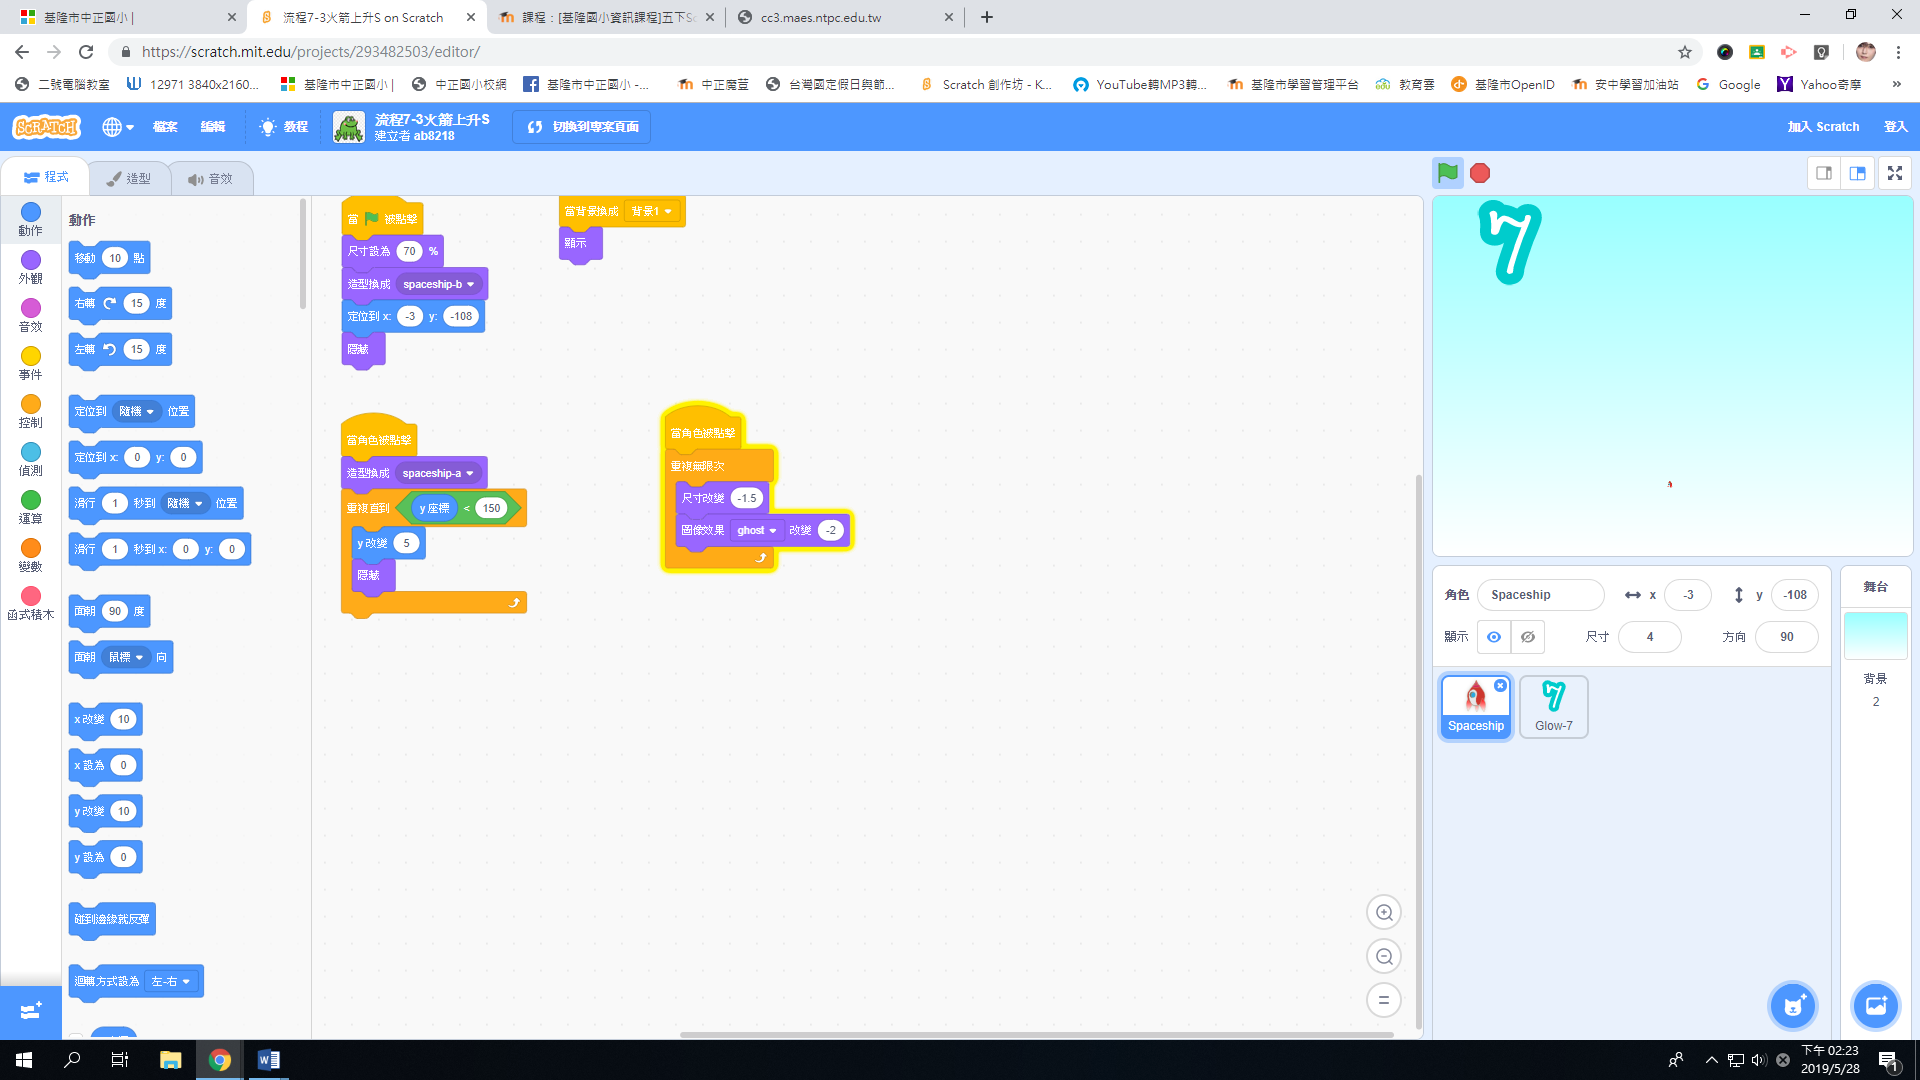 基隆市中正國小 |
流程7-3火箭上升S on Scratch
課程：[基隆國小資訊課程]五下Sc
cc3.maes.ntpc.edu.tw
https://scratch.mit.edu/projects/293482503/editor/
二號電腦教室
12971 3840x2160...
基隆市中正國小 |
中正國小校網
基隆市中正國小 -...
中正魔荳
台灣國定假日與節...
Scratch 創作坊 - K...
YouTube轉MP3轉...
基隆市學習管理平台
教育雲
基隆市OpenID
安中學習加油站
Google
Yahoo奇摩
»
SCRATCH
檔案
編輯
教程
流程7-3火箭上升S
建立者 ab8218
切換到專案頁面
加入 Scratch
登入
程式
造型
音效
動作
外觀
音效
事件
控制
偵測
運算
變數
函式積木
動作
移動 10 點
右轉 15 度
左轉 15 度
定位到 隨機 位置
定位到 x: 0 y: 0
滑行 1 秒到 隨機 位置
滑行 1 秒到 x: 0 y: 0
面朝 90 度
面朝 鼠標 向
x 改變 10
x 設為 0
y 改變 10
y 設為 0
碰到邊緣就反彈
迴轉方式設為 左-右
當 被點擊
尺寸設為 70 %
造型換成 spaceship-b
定位到 x: -3 y: -108
隱藏
當背景換成 背景1
顯示
當角色被點擊
造型換成 spaceship-a
重複直到 y 座標 < 150
y 改變 5
隱藏
當角色被點擊
重複無限次
尺寸改變 -1.5
圖像效果 ghost 改變 -2
7
角色 Spaceship x -3 y -108
顯示 尺寸 4 方向 90
Spaceship
Glow-7
舞台
背景
2
下午 02:23
2019/5/28
1